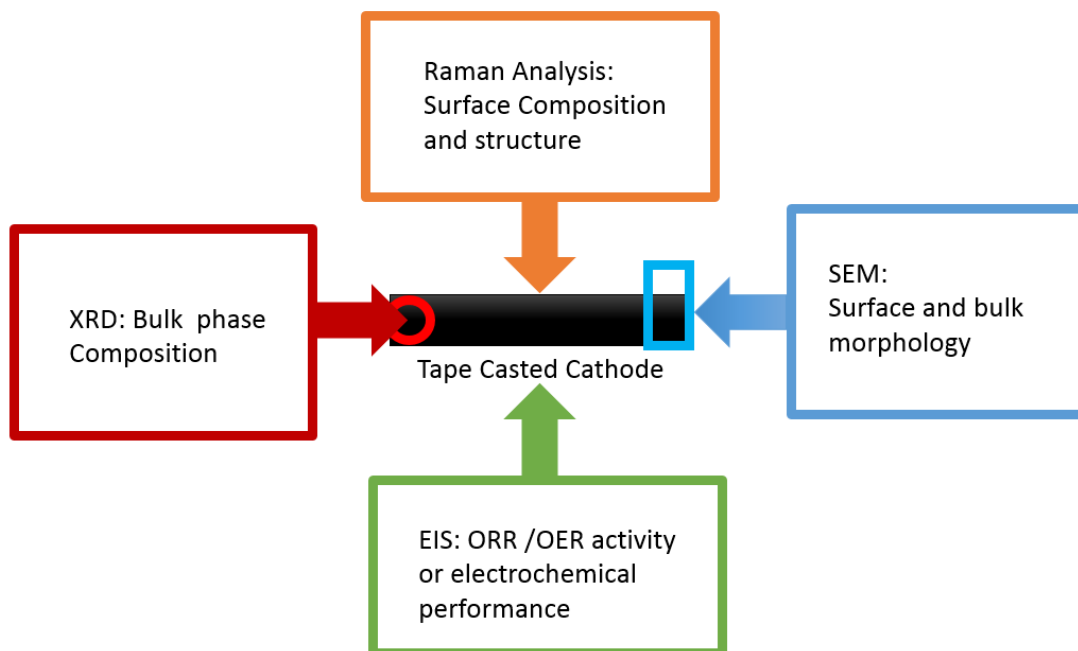 Raman Analysis:
Surface Composition
and structure
XRD: Bulk phase
Composition
SEM:
Surface and bulk
morphology
Tape Casted Cathode
EIS: ORR /OER activity
or electrochemical
performance